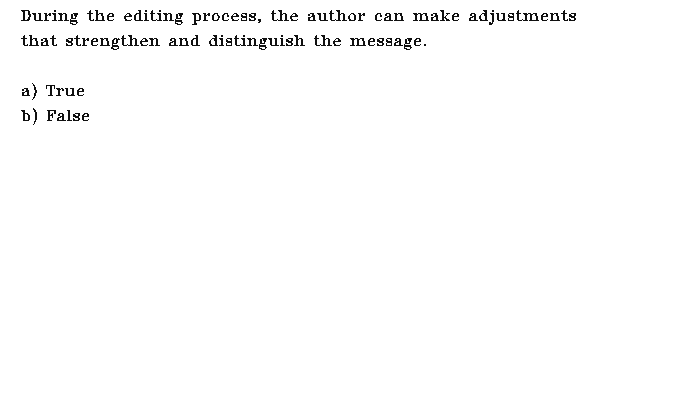 During the editing process, the author can make adjustments
that strengthen and distinguish the message.
a) True
b) False